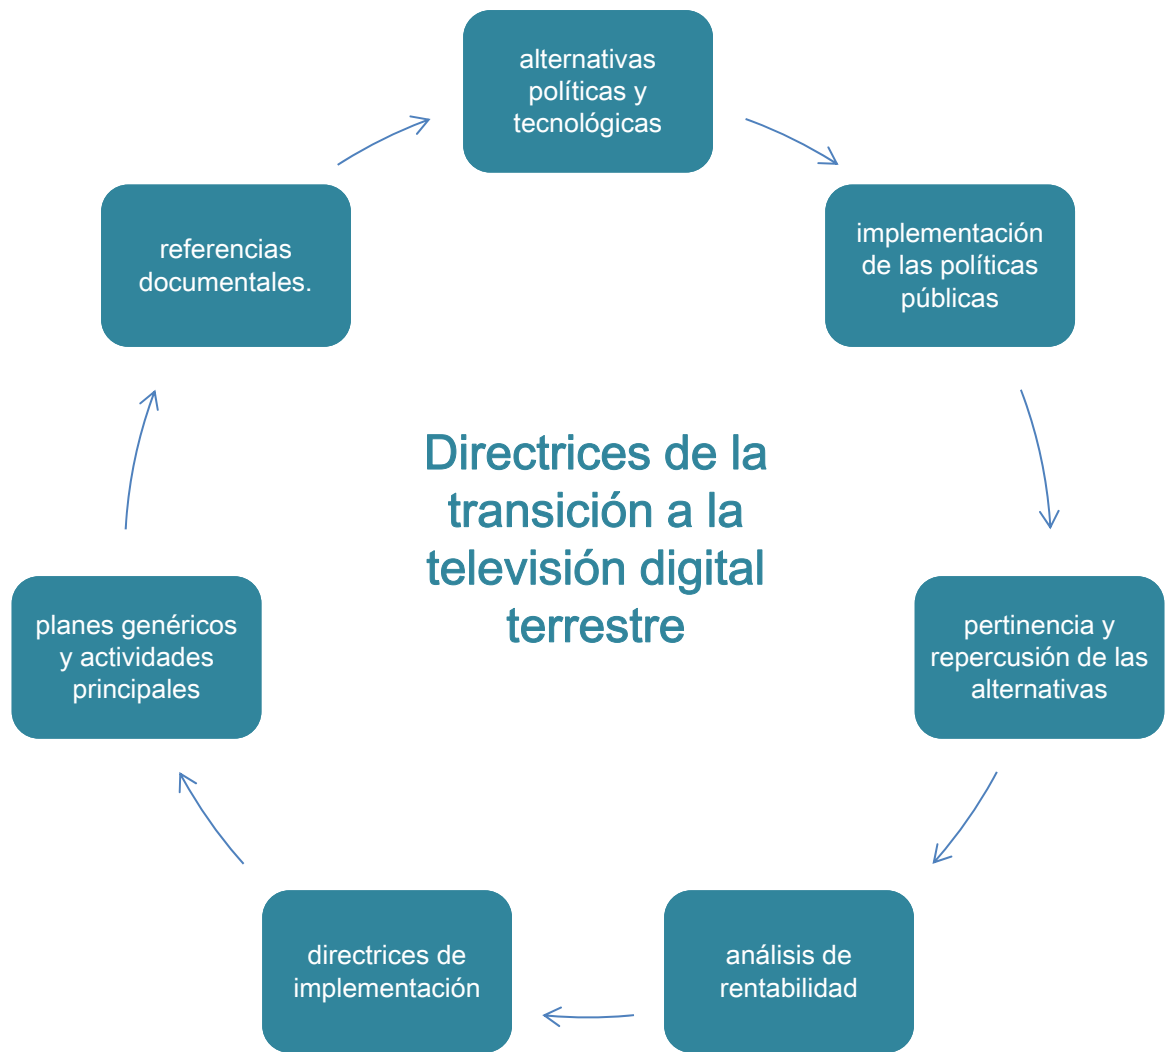 alternativas
políticas y
tecnológicas
implementación
de las políticas
públicas
pertinencia y
repercusión de las
alternativas
análisis de
rentabilidad
directrices de
implementación
planes genéricos
y actividades
principales
referencias
documentales.
Directrices de la
transición a la
televisión digital
terrestre